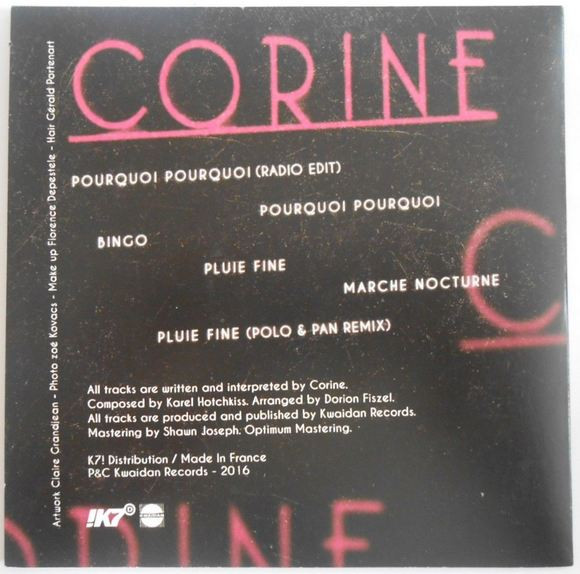 CORINE
POURQUOI POURQUOI (RADIO EDIT)
POURQUOI POURQUOI
BINGO
PLUIE FINE
MARCHE NOCTURNE
PLUIE FINE (POLO & PAN REMIX)
All tracks are written and interpreted by Corine.
Composed by Karel Hotchkiss. Arranged by Dorion Fiszel.
All tracks are produced and published by Kwaidan Records.
Mastering by Shawn Joseph. Optimum Mastering.
K7! Distribution / Made In France
P&C Kwaidan Records - 2016
!K7
KWAIDAN
Artwork Claire Grandjean - Photo zoé Kovacs - Make up Florence Depestele - Hair Gérald Portenart
C
ORINE